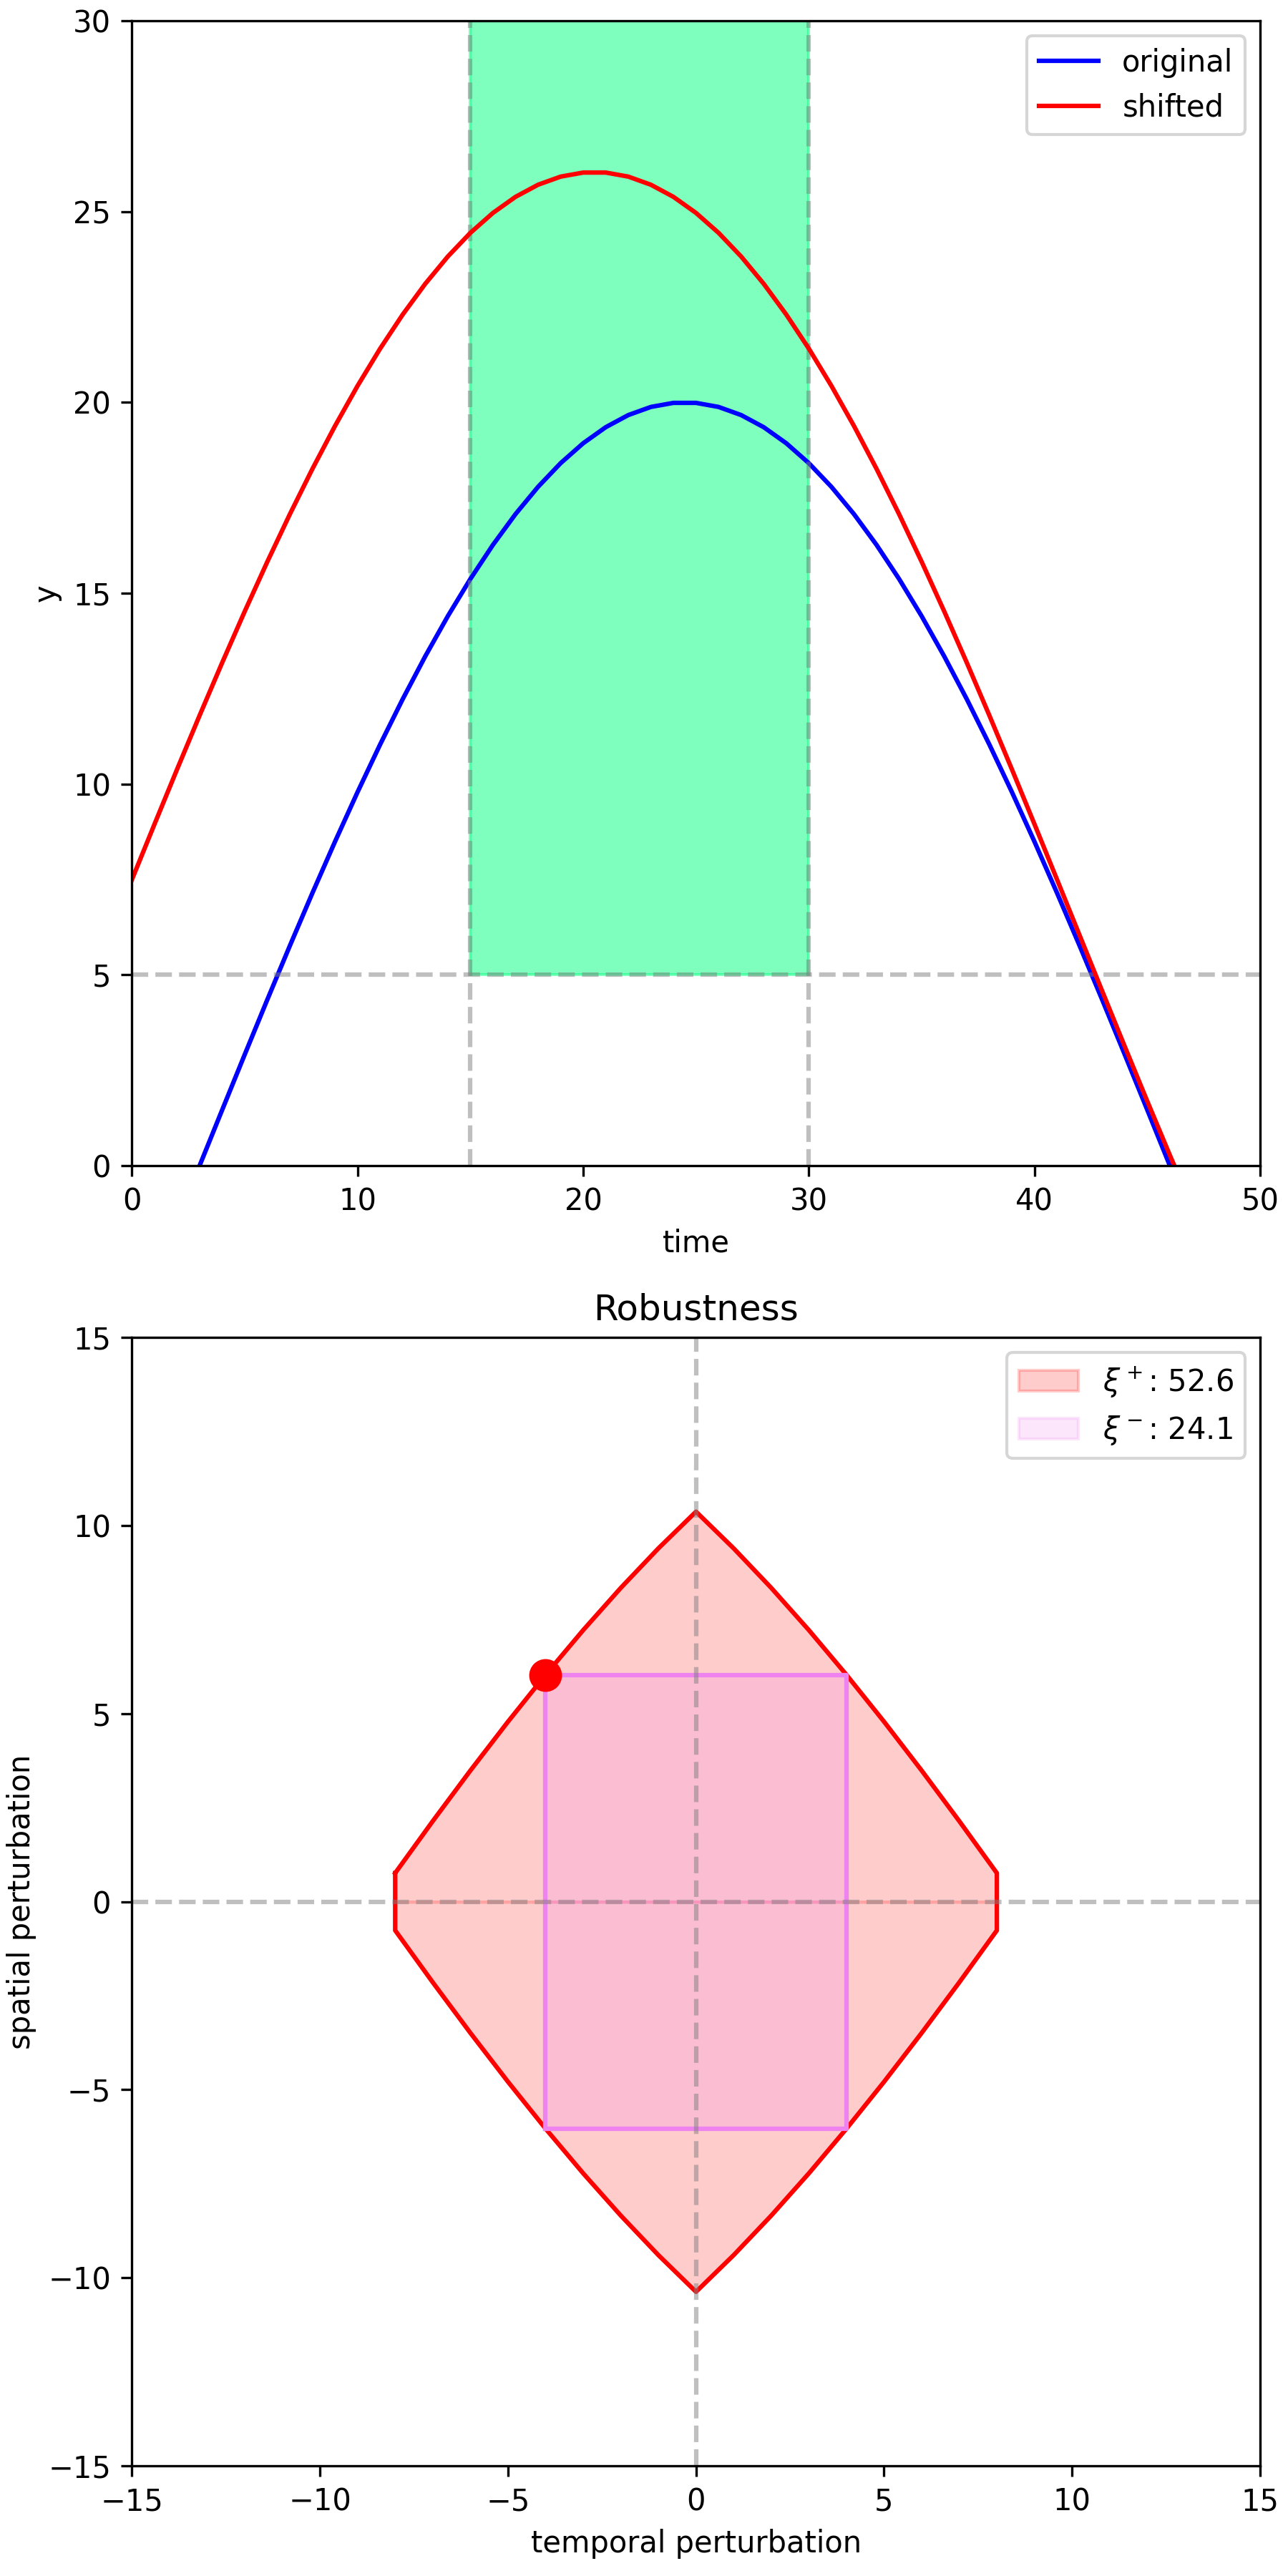 30
25
20
15
10
5
0
y
original
shifted
0 10 20 30 40 50
time
Robustness
15
10
5
0
−5
−10
−15
spatial perturbation
ξ⁺: 52.6
ξ⁻: 24.1
−15 −10 −5 0 5 10 15
temporal perturbation